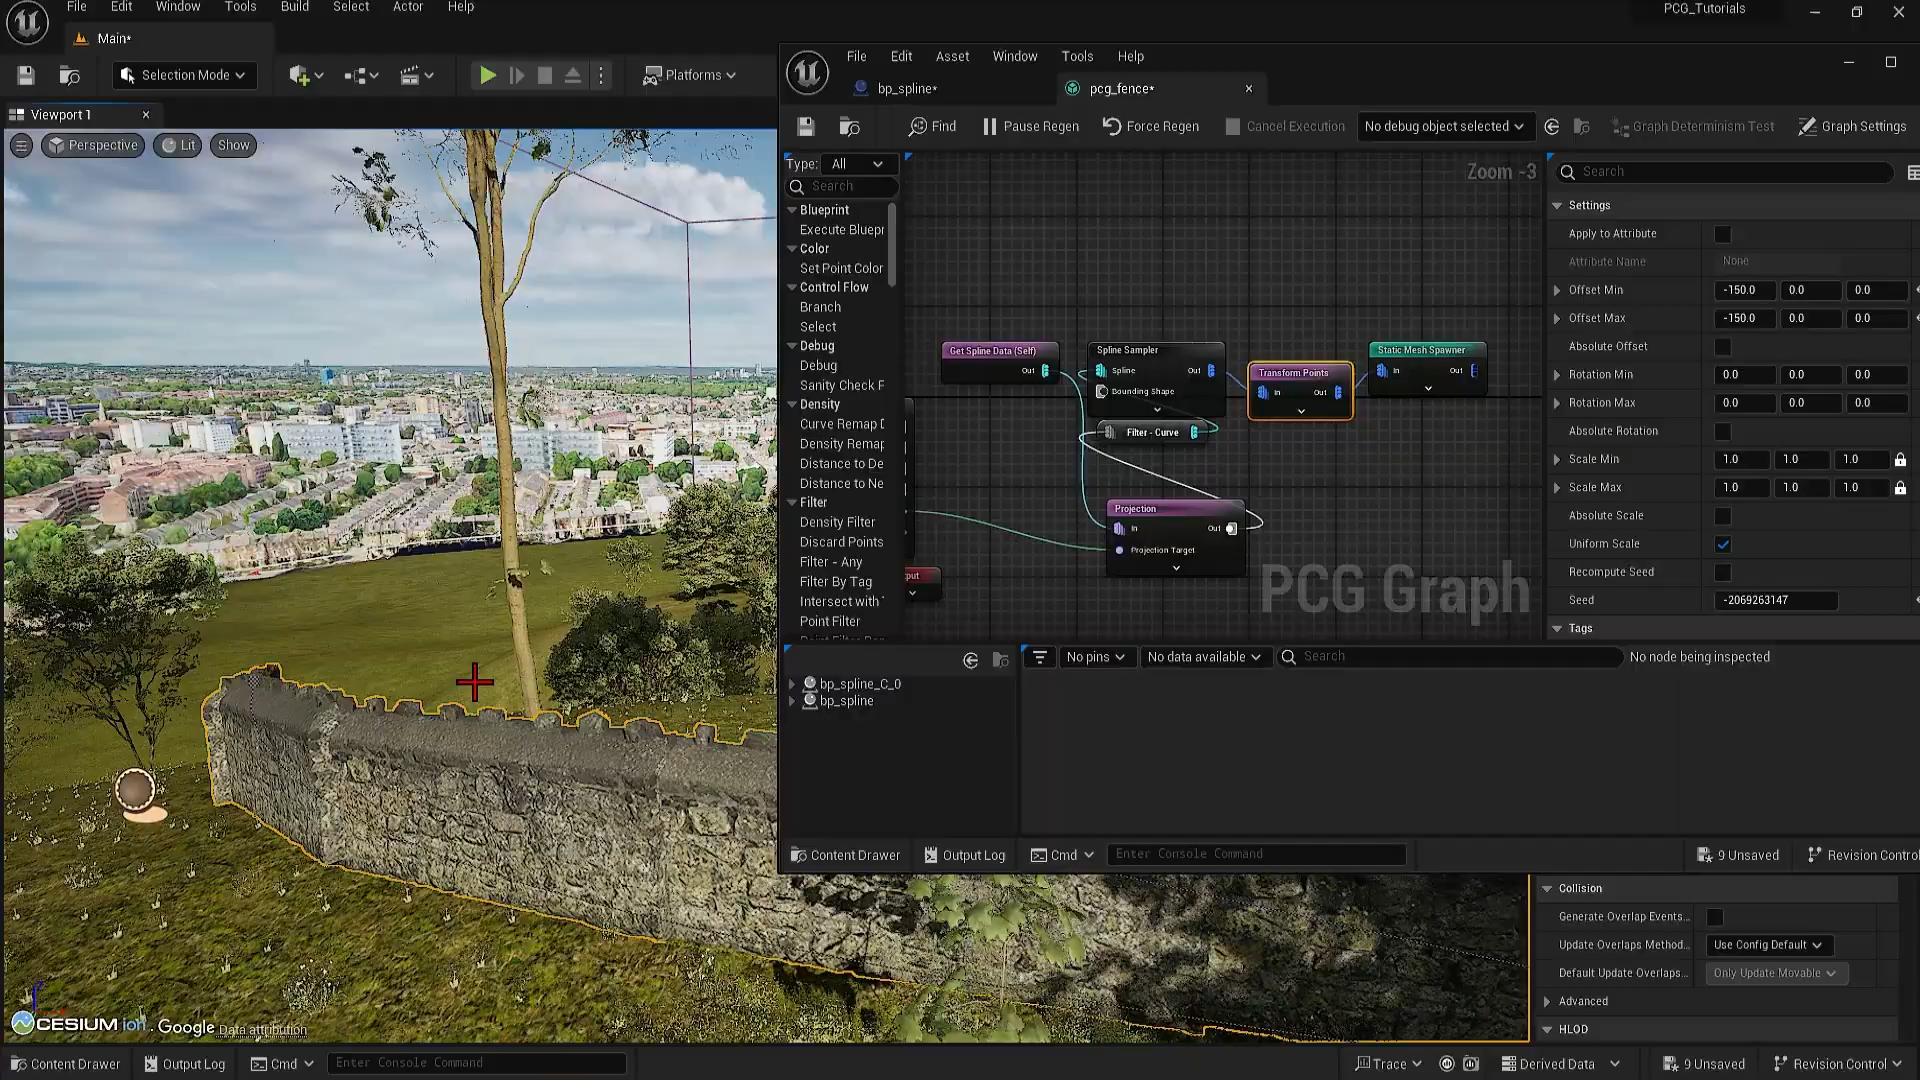 File Edit Window Tools Build Select Actor Help
PCG_Tutorials
Main*
Selection Mode
Platforms
Viewport 1
Perspective Lit Show
File Edit Asset Window Tools Help
bp_spline*
pcg_fence*
Find Pause Regen Force Regen Cancel Execution No debug object selected Graph Determinism Test Graph Settings
Type: All
Search
Blueprint
Execute Bluepr
Color
Set Point Color
Control Flow
Branch
Select
Debug
Debug
Sanity Check F
Density
Curve Remap D
Density Remap
Distance to De
Distance to Ne
Filter
Density Filter
Discard Points
Filter - Any
Filter By Tag
Intersect with
Point Filter
Zoom -3
Get Spline Data (Self)
Out
Spline Sampler
Spline Out
Bounding Shape
Filter - Curve
Transform Points
In Out
Static Mesh Spawner
In Out
Projection
In Out
Projection Target
put
PCG Graph
Search
Settings
Apply to Attribute
Attribute Name None
Offset Min -150.0 0.0 0.0
Offset Max -150.0 0.0 0.0
Absolute Offset
Rotation Min 0.0 0.0 0.0
Rotation Max 0.0 0.0 0.0
Absolute Rotation
Scale Min 1.0 1.0 1.0
Scale Max 1.0 1.0 1.0
Absolute Scale
Uniform Scale
Recompute Seed
Seed -2069263147
Tags
bp_spline_C_0
bp_spline
No pins No data available Search No node being inspected
Content Drawer Output Log Cmd Enter Console Command 9 Unsaved Revision Control
Collision
Generate Overlap Events...
Update Overlaps Method... Use Config Default
Default Update Overlaps... Only Update Movable
Advanced
HLOD
CESIUM ion . Google Data attribution
Content Drawer Output Log Cmd Enter Console Command Trace Derived Data 9 Unsaved Revision Control